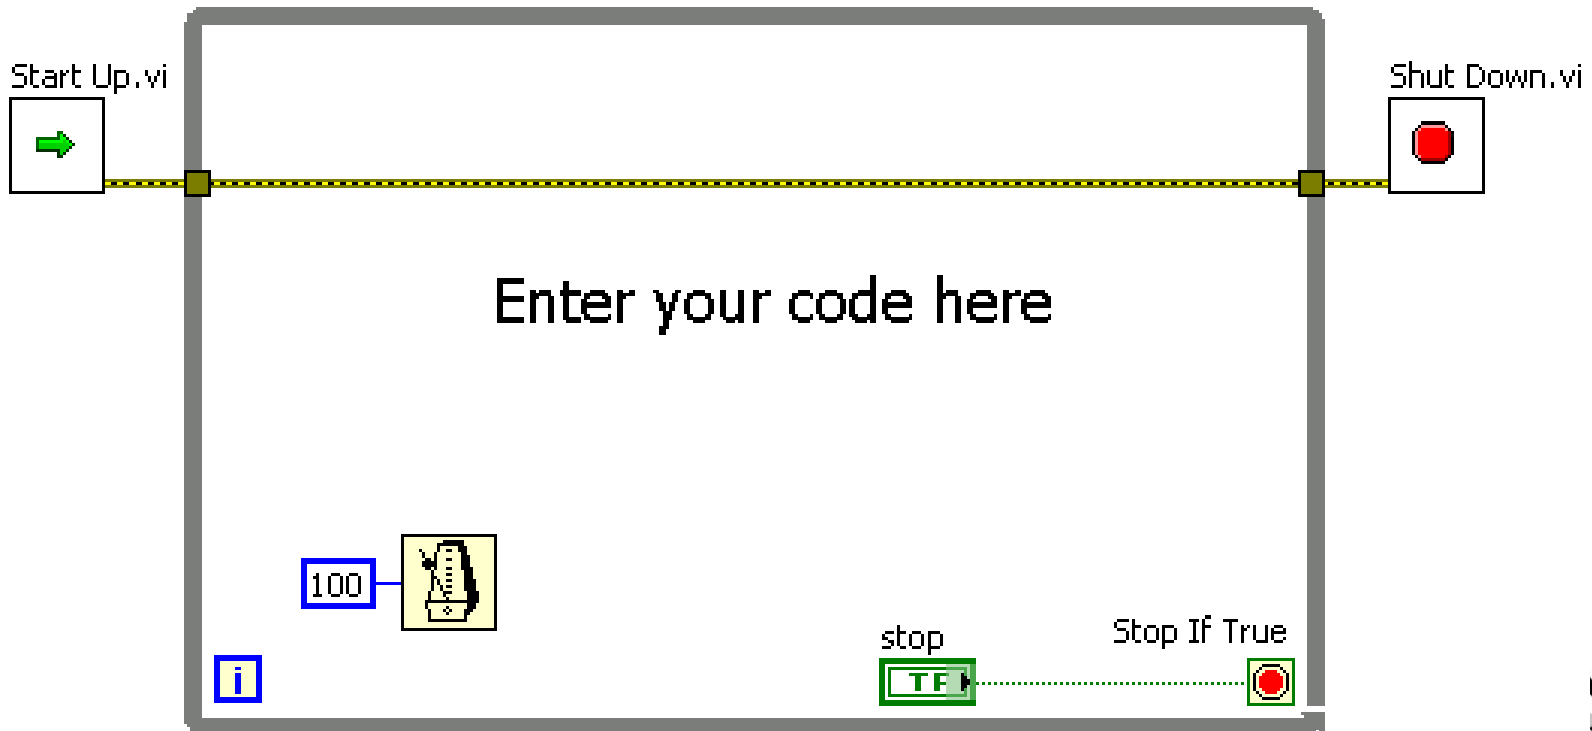 Start Up.vi
Shut Down.vi
Enter your code here
100
i
stop
Stop If True
TF